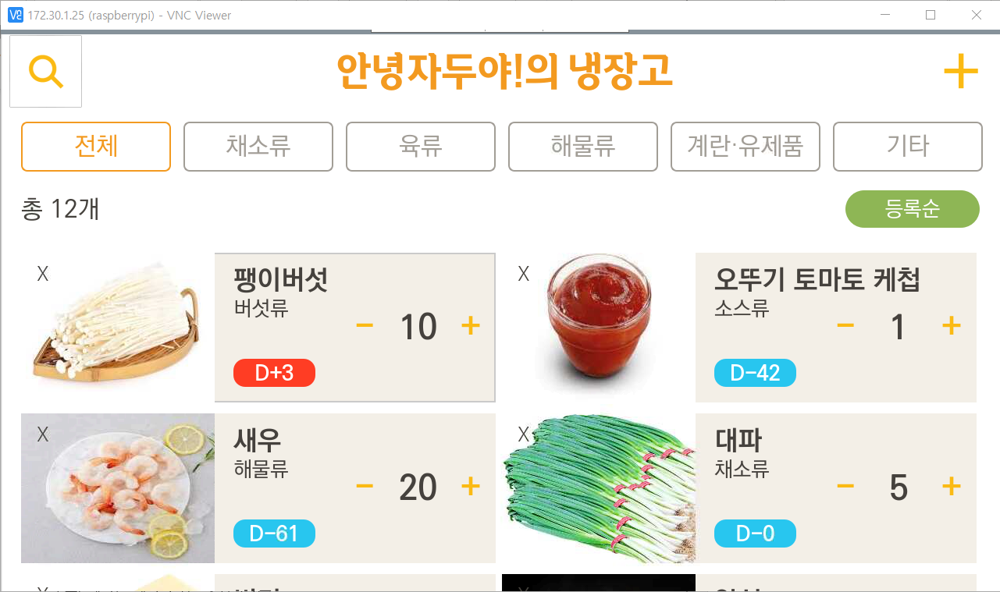 172.30.1.25 (raspberrypi) - VNC Viewer
안녕자두야!의 냉장고
전체 채소류 육류 해물류 계란·유제품 기타
총 12개
등록순
X
팽이버섯
버섯류
- 10 +
D+3
X
오뚜기 토마토 케첩
소스류
- 1 +
D-42
X
새우
해물류
- 20 +
D-61
X
대파
채소류
- 5 +
D-0